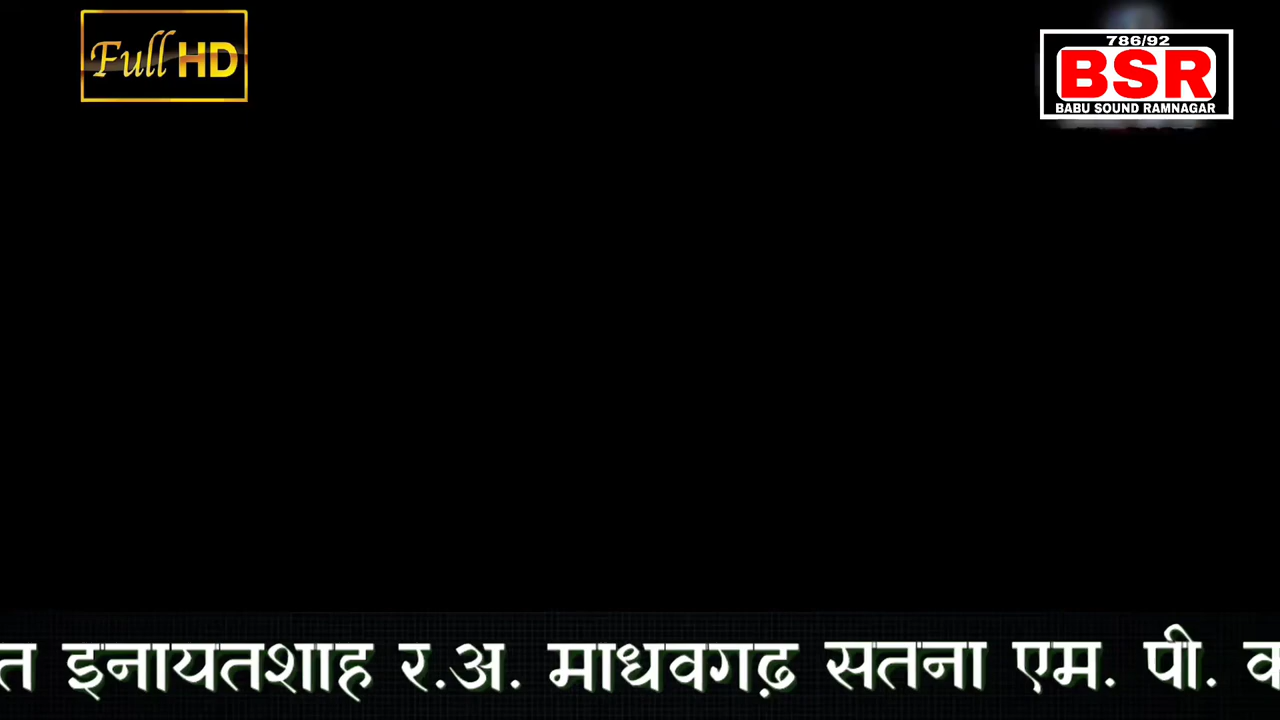 Full HD
786/92
BSR
BABU SOUND RAMNAGAR
इनायतशाह र.अ. माधवगढ़ सतना एम. पी.